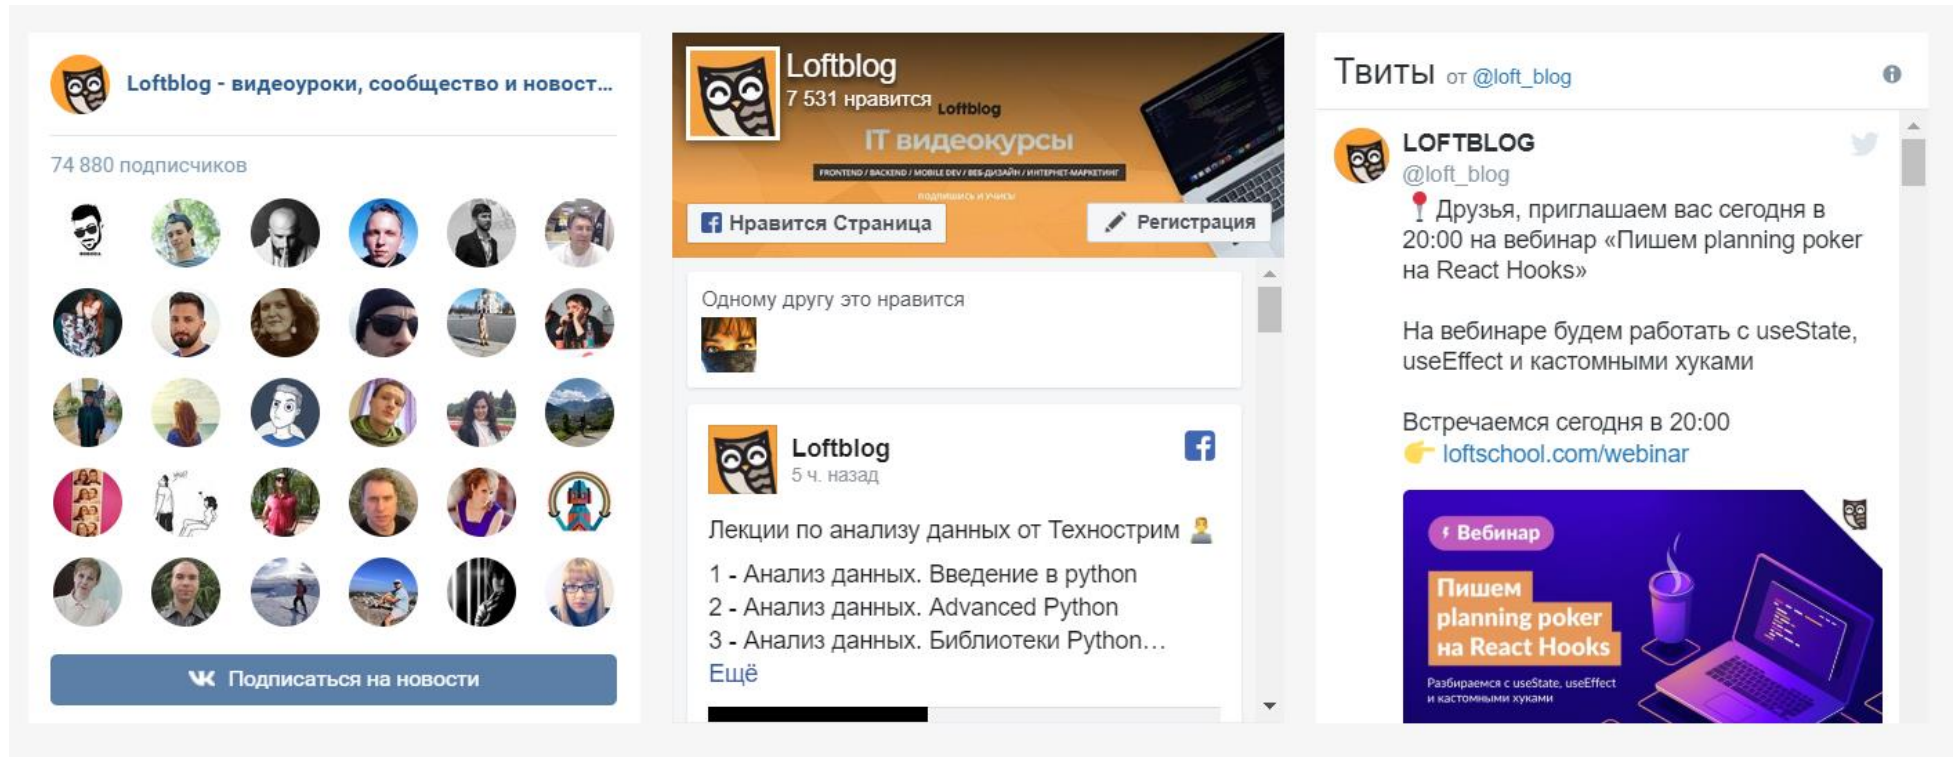 Loftblog - видеоуроки, сообщество и новост...
74 880 подписчиков
Подписаться на новости
Loftblog
7 531 нравится
Loftblog
IT видеокурсы
FRONTEND / BACKEND / MOBILE DEV / ВЕБ-ДИЗАЙН / ИНТЕРНЕТ-МАРКЕТИНГ
ПОДПИШИСЬ И УЧИСЬ
Нравится Страница
Регистрация
Одному другу это нравится
Loftblog
5 ч. назад
Лекции по анализу данных от Технострим
1 - Анализ данных. Введение в python
2 - Анализ данных. Advanced Python
3 - Анализ данных. Библиотеки Python...
Ещё
Твиты от @loft_blog
LOFTBLOG
@loft_blog
Друзья, приглашаем вас сегодня в
20:00 на вебинар «Пишем planning poker
на React Hooks»
На вебинаре будем работать с useState,
useEffect и кастомными хуками
Встречаемся сегодня в 20:00
loftschool.com/webinar
Вебинар
Пишем
planning poker
на React Hooks
Разбираемся с useState, useEffect
и кастомными хуками